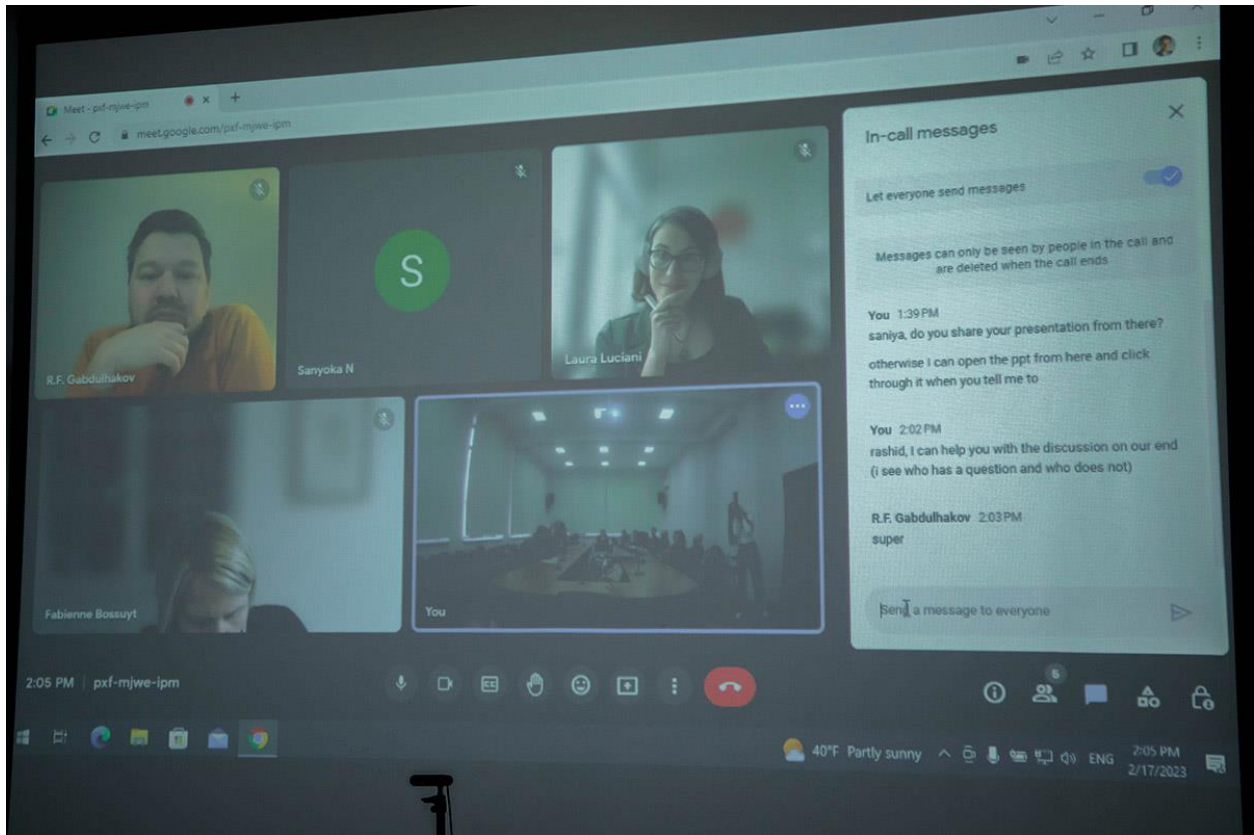 Meet - pxf-mjwe-ipm
meet.google.com/pxf-mjwe-ipm
R.F. Gabdulhakov
S
Sanyoka N
Laura Luciani
Fabienne Bossuyt
You
In-call messages
Let everyone send messages
Messages can only be seen by people in the call and
are deleted when the call ends
You 1:39 PM
saniya, do you share your presentation from there?
otherwise I can open the ppt from here and click
through it when you tell me to
You 2:02 PM
rashid, I can help you with the discussion on our end
(i see who has a question and who does not)
R.F. Gabdulhakov 2:03 PM
super
Send a message to everyone
2:05 PM | pxf-mjwe-ipm
CC
5
40°F Partly sunny
ENG
2:05 PM
2/17/2023